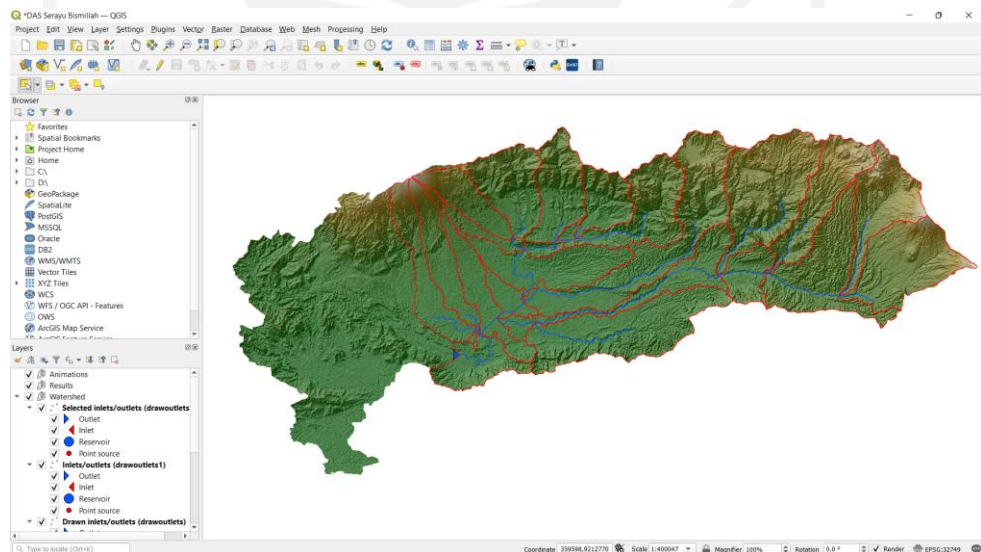 *DAS Serayu Bismillah — QGIS
Project Edit View Layer Settings Plugins Vector Raster Database Web Mesh Processing Help
Browser
Favorites
Spatial Bookmarks
Project Home
Home
C:\
D:\
GeoPackage
SpatiaLite
PostGIS
MSSQL
Oracle
DB2
WMS/WMTS
Vector Tiles
XYZ Tiles
WCS
WFS / OGC API - Features
OWS
ArcGIS Map Service
Layers
Animations
Results
Watershed
Selected inlets/outlets (drawoutlets
Outlet
Inlet
Reservoir
Point source
Inlets/outlets (drawoutlets1)
Outlet
Inlet
Reservoir
Point source
Drawn inlets/outlets (drawoutlets)
Type to locate (Ctrl+K)
Coordinate 359598,9212770 Scale 1:400047 Magnifier 100% Rotation 0.0 ° Render EPSG:32749